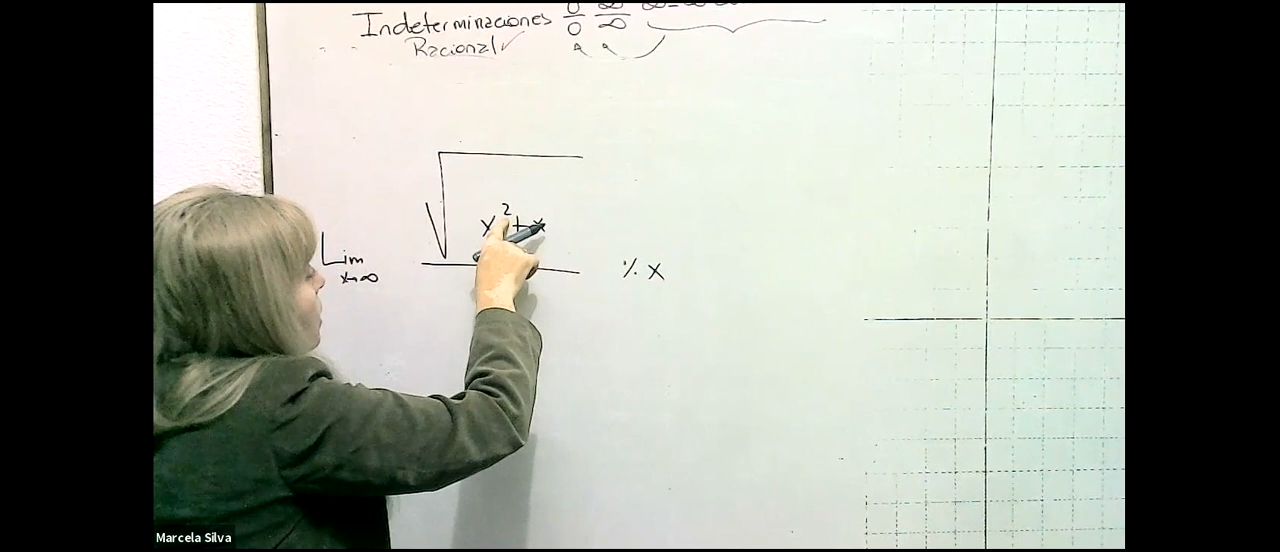 Indeterminaciones 0/0 ∞/∞ ∞-∞
Racional ✓
x² + x
Lim
x→∞
% x
Marcela Silva